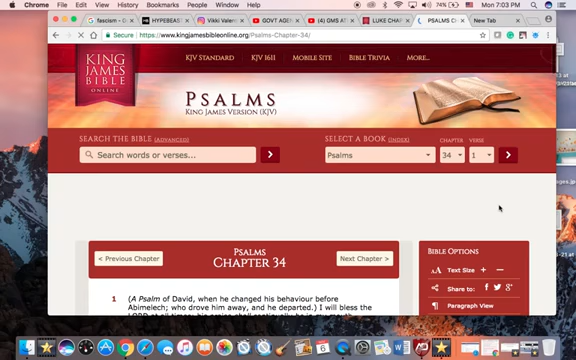 Chrome File Edit View History Bookmarks People Window Help 74% Mon 7:03 PM
fascism - G HYPEBEAS Vikki Valen GOVT AGEN (4) GMS AT LUKE CHAP PSALMS CH New Tab
Secure https://www.kingjamesbibleonline.org/Psalms-Chapter-34/
KING JAMES BIBLE ONLINE
KJV STANDARD KJV 1611 MOBILE SITE BIBLE TRIVIA MORE...
PSALMS
KING JAMES VERSION (KJV)
SEARCH THE BIBLE (ADVANCED) SELECT A BOOK (ORDER) CHAPTER VERSE
Search words or verses... Psalms 34 1
< Previous Chapter PSALMS CHAPTER 34 Next Chapter >
BIBLE OPTIONS
Text Size + −
Share to:
Paragraph View
1 (A Psalm of David, when he changed his behaviour before
Abimelech; who drove him away, and he departed.) I will bless the